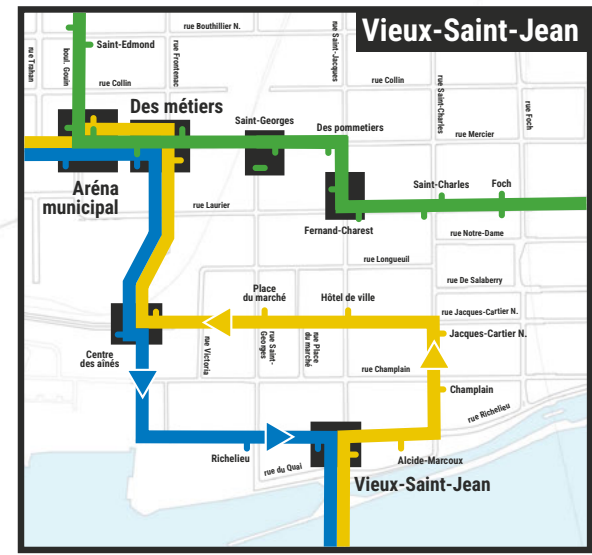 Vieux-Saint-Jean
rue Bouthillier N.
rue Trahan
boul. Gouin
Saint-Edmond
rue Frontenac
rue Saint-Jacques
rue Collin
rue Collin
rue Saint-Charles
rue Foch
Des métiers
Saint-Georges
Des pommetiers
rue Mercier
Aréna
municipal
rue Laurier
Saint-Charles
Foch
Fernand-Charest
rue Notre-Dame
rue Longueuil
rue De Salaberry
Place
du marché
Hôtel de ville
rue Jacques-Cartier N.
Jacques-Cartier N.
Centre
des aînés
rue Victoria
rue Saint-
Georges
rue Place
du marché
rue Champlain
Champlain
rue Richelieu
Richelieu
rue du Quai
Alcide-Marcoux
Vieux-Saint-Jean